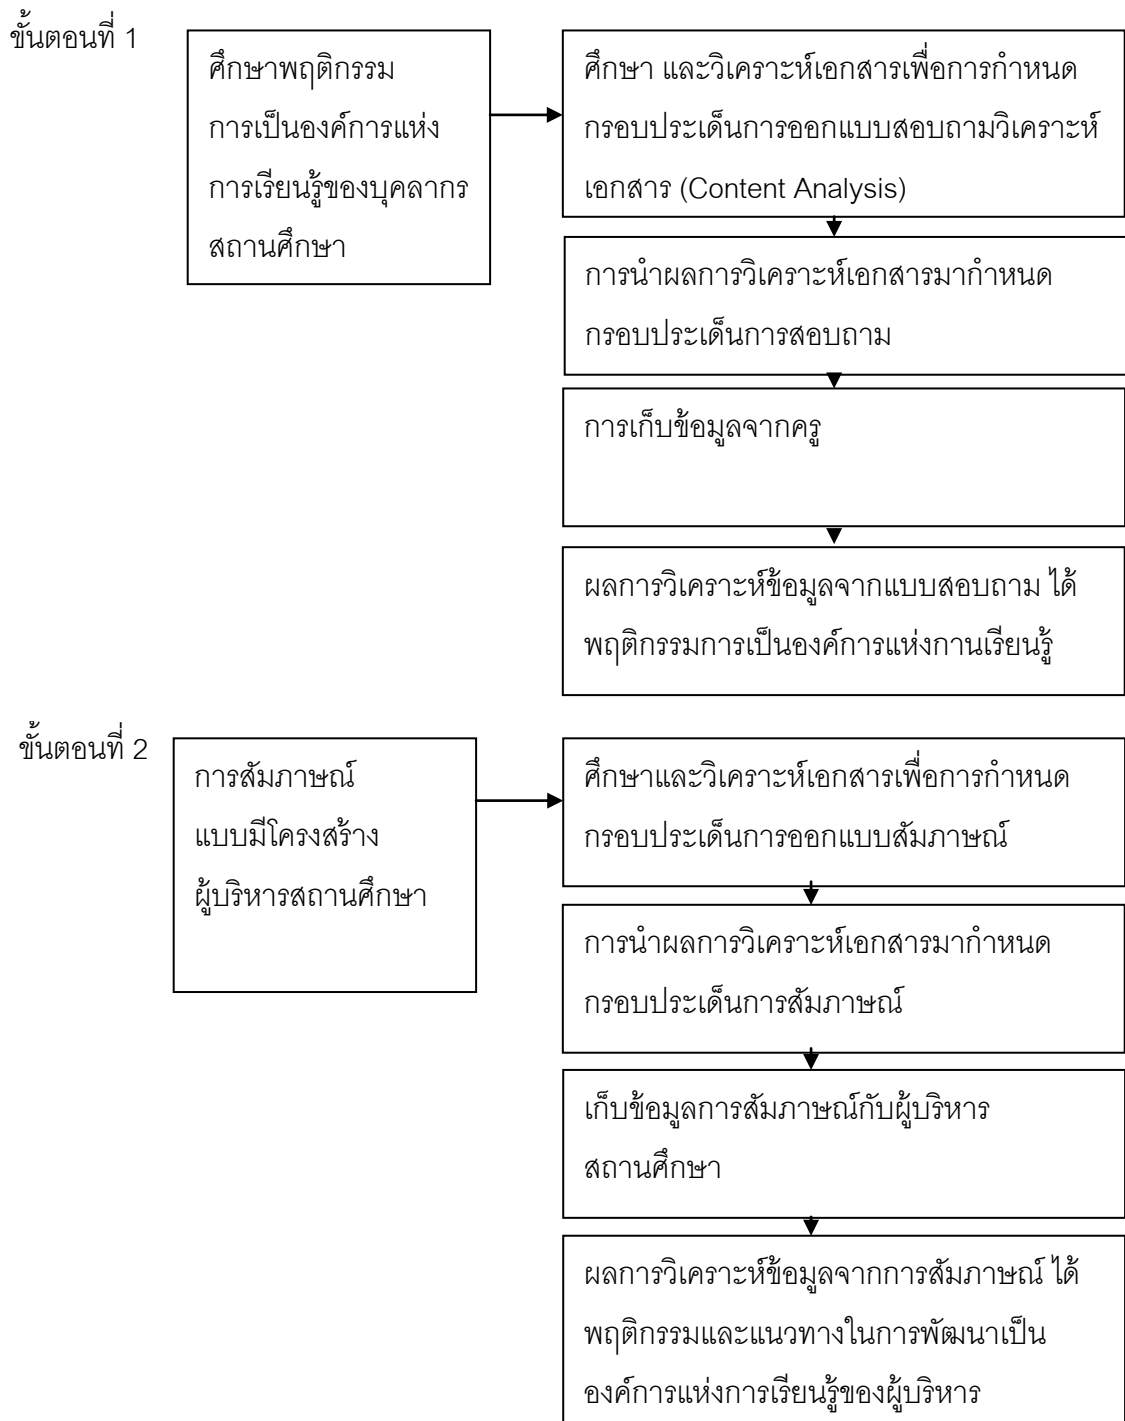 ขั้นตอนที่ 1
ศึกษาพฤติกรรม
การเป็นองค์การแห่ง
การเรียนรู้ของบุคลากร
สถานศึกษา
ศึกษา และวิเคราะห์เอกสารเพื่อการกำหนด
กรอบประเด็นการออกแบบสอบถามวิเคราะห์
เอกสาร (Content Analysis)
การนำผลการวิเคราะห์เอกสารมากำหนด
กรอบประเด็นการสอบถาม
การเก็บข้อมูลจากครู
ผลการวิเคราะห์ข้อมูลจากแบบสอบถาม ได้
พฤติกรรมการเป็นองค์การแห่งกานเรียนรู้
ขั้นตอนที่ 2
การสัมภาษณ์
แบบมีโครงสร้าง
ผู้บริหารสถานศึกษา
ศึกษาและวิเคราะห์เอกสารเพื่อการกำหนด
กรอบประเด็นการออกแบบสัมภาษณ์
การนำผลการวิเคราะห์เอกสารมากำหนด
กรอบประเด็นการสัมภาษณ์
เก็บข้อมูลการสัมภาษณ์กับผู้บริหาร
สถานศึกษา
ผลการวิเคราะห์ข้อมูลจากการสัมภาษณ์ ได้
พฤติกรรมและแนวทางในการพัฒนาเป็น
องค์การแห่งการเรียนรู้ของผู้บริหาร